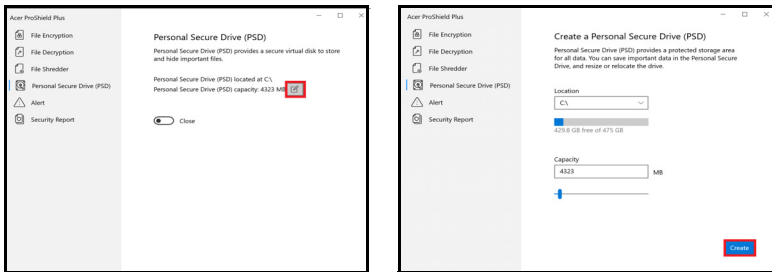 Acer ProShield Plus
File Encryption
File Decryption
File Shredder
Personal Secure Drive (PSD)
Alert
Security Report
Personal Secure Drive (PSD)
Personal Secure Drive (PSD) provides a secure virtual disk to store
and hide important files.
Personal Secure Drive (PSD) located at C:\
Personal Secure Drive (PSD) capacity: 4323 MB
Close
Acer ProShield Plus
File Encryption
File Decryption
File Shredder
Personal Secure Drive (PSD)
Alert
Security Report
Create a Personal Secure Drive (PSD)
Personal Secure Drive (PSD) provides a protected storage area
for all data. You can save important data in the Personal Secure
Drive, and resize or relocate the drive.
Location
C:\
429.8 GB free of 475 GB
Capacity
4323 MB
Create